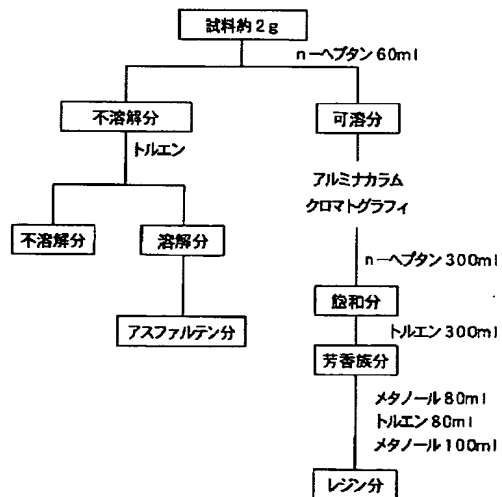 試料約2g
n－ヘプタン 60ml
不溶解分
可溶分
トルエン
アルミナカラム
クロマトグラフィ
不溶解分
溶解分
n－ヘプタン 300ml
飽和分
アスファルテン分
トルエン 300ml
芳香族分
メタノール 80ml
トルエン 80ml
メタノール 100ml
レジン分